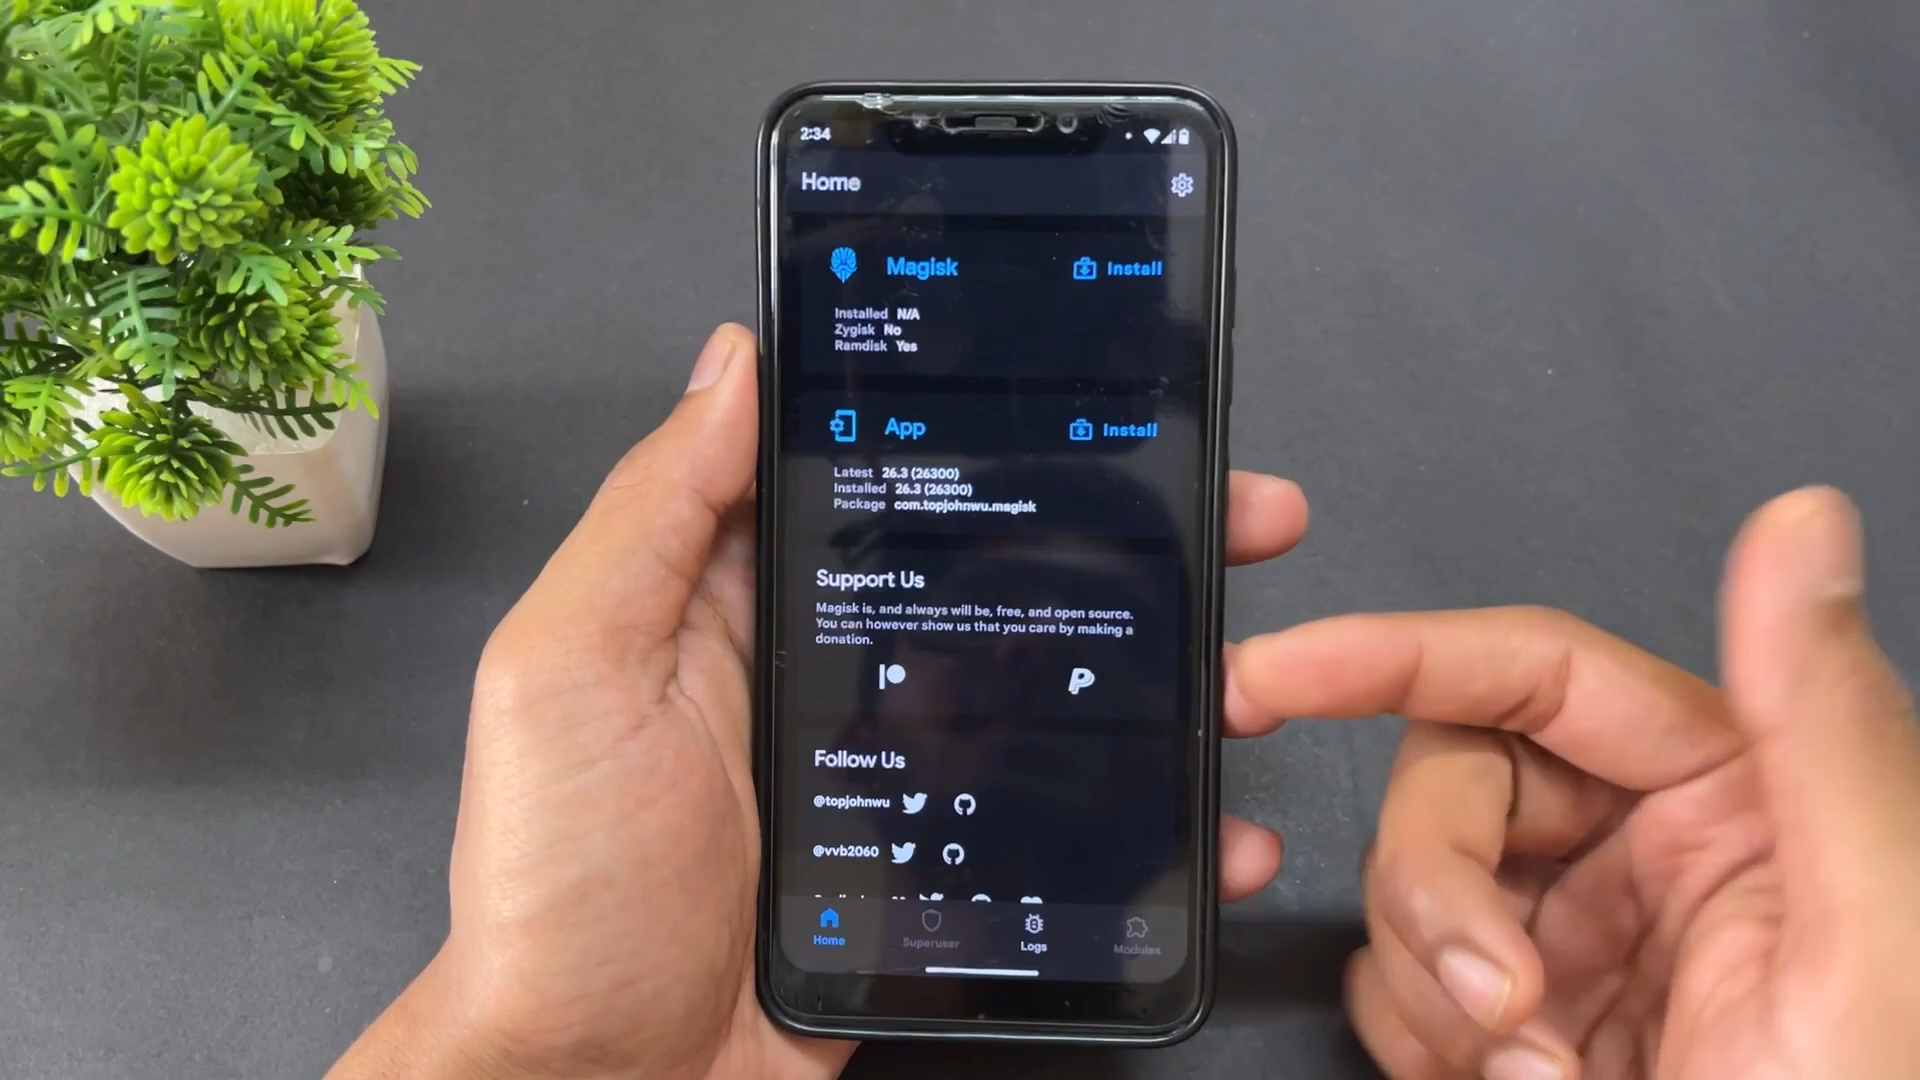 2:34
Home
Magisk
Install
Installed N/A
Zygisk No
Ramdisk Yes
App
Install
Latest 26.3 (26300)
Installed 26.3 (26300)
Package com.topjohnwu.magisk
Support Us
Magisk is, and always will be, free, and open source.
You can however show us that you care by making a
donation.
Follow Us
@topjohnwu
@vvb2060
Home
Superuser
Logs
Modules